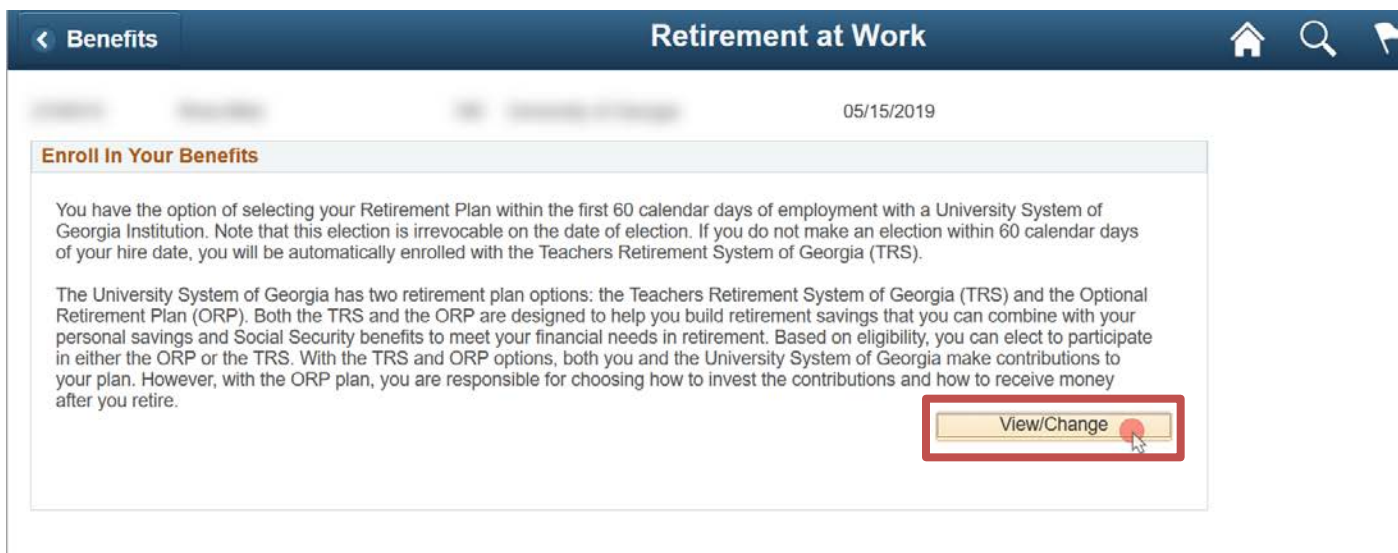 Benefits
Retirement at Work
05/15/2019
Enroll In Your Benefits
You have the option of selecting your Retirement Plan within the first 60 calendar days of employment with a University System of
Georgia Institution. Note that this election is irrevocable on the date of election. If you do not make an election within 60 calendar days
of your hire date, you will be automatically enrolled with the Teachers Retirement System of Georgia (TRS).
The University System of Georgia has two retirement plan options: the Teachers Retirement System of Georgia (TRS) and the Optional
Retirement Plan (ORP). Both the TRS and the ORP are designed to help you build retirement savings that you can combine with your
personal savings and Social Security benefits to meet your financial needs in retirement. Based on eligibility, you can elect to participate
in either the ORP or the TRS. With the TRS and ORP options, both you and the University System of Georgia make contributions to
your plan. However, with the ORP plan, you are responsible for choosing how to invest the contributions and how to receive money
after you retire.
View/Change